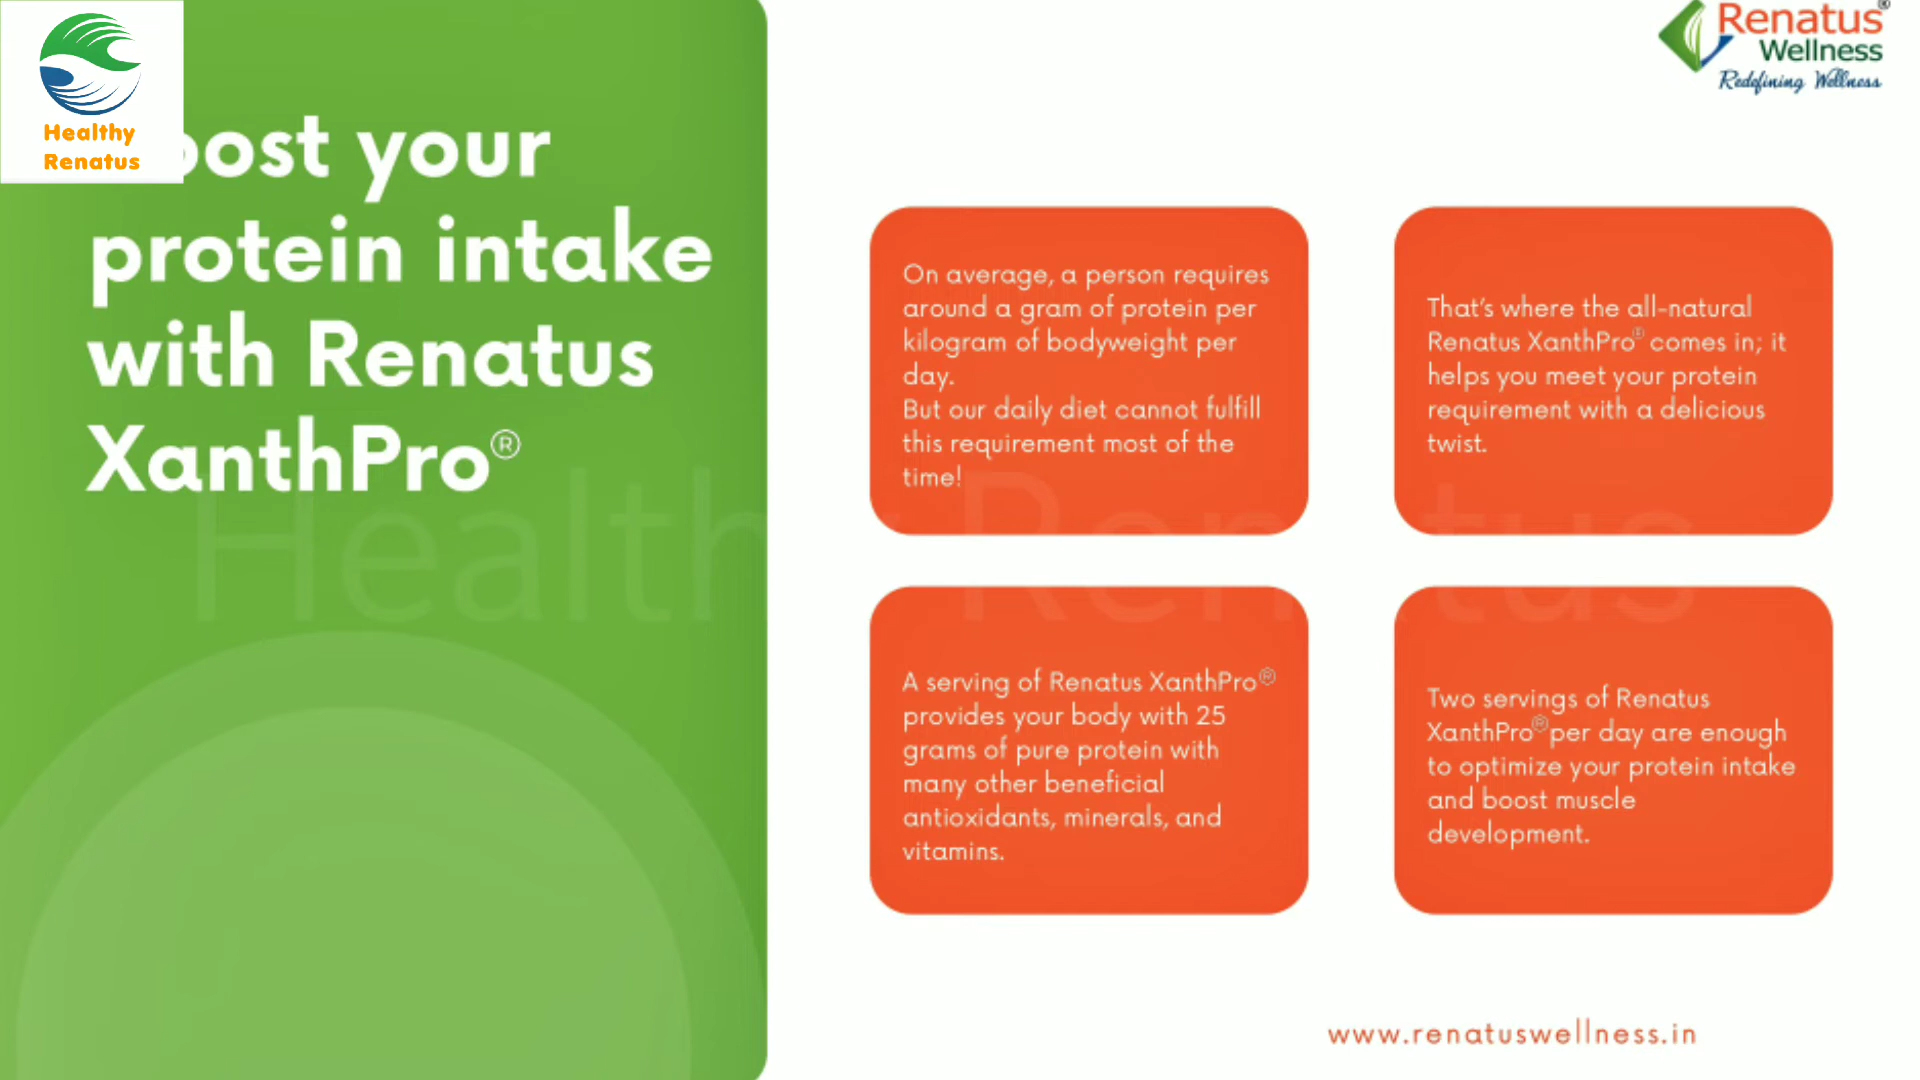 Healthy
Renatus
oost your
protein intake
with Renatus
XanthPro®
Renatus®
Wellness
Redefining Wellness
On average, a person requires
around a gram of protein per
kilogram of bodyweight per
day.
But our daily diet cannot fulfill
this requirement most of the
time!
That's where the all-natural
Renatus XanthPro® comes in; it
helps you meet your protein
requirement with a delicious
twist.
A serving of Renatus XanthPro®
provides your body with 25
grams of pure protein with
many other beneficial
antioxidants, minerals, and
vitamins.
Two servings of Renatus
XanthPro® per day are enough
to optimize your protein intake
and boost muscle
development.
Healthy Renatus
www.renatuswellness.in